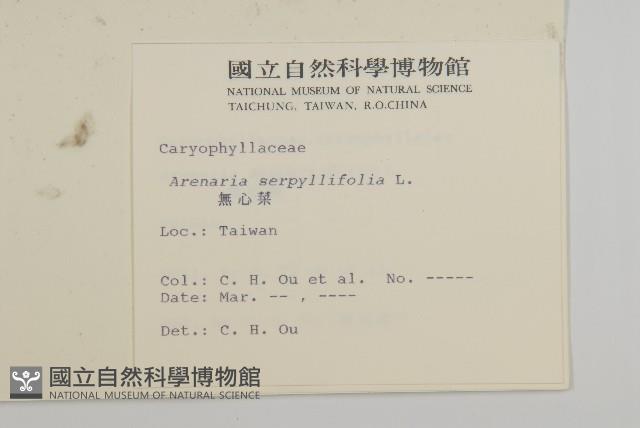 國立自然科學博物館
NATIONAL MUSEUM OF NATURAL SCIENCE
TAICHUNG, TAIWAN, R.O.CHINA
Caryophyllaceae
Arenaria serpyllifolia L.
無心菜
Loc.: Taiwan
Col.: C. H. Ou et al. No. -----
Date: Mar. -- , ----
Det.: C. H. Ou
國立自然科學博物館
NATIONAL MUSEUM OF NATURAL SCIENCE